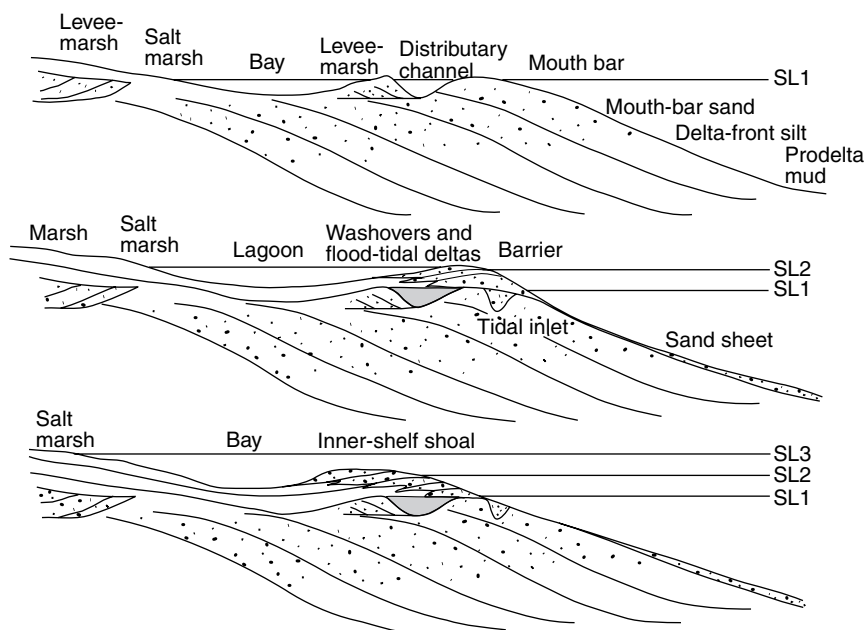 Levee-
marsh
Salt
marsh
Bay
Levee-
marsh
Distributary
channel
Mouth bar
SL1
Mouth-bar sand
Delta-front silt
Prodelta
mud
Marsh
Salt
marsh
Lagoon
Washovers and
flood-tidal deltas
Barrier
SL2
SL1
Tidal inlet
Sand sheet
Salt
marsh
Bay
Inner-shelf shoal
SL3
SL2
SL1